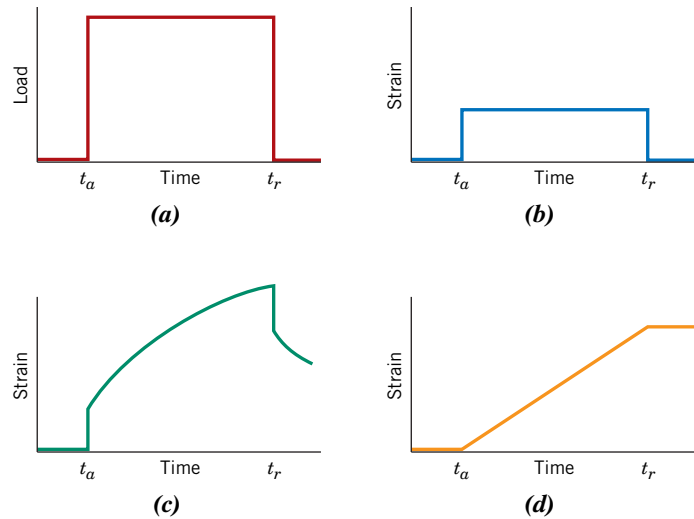 Load
t_a Time t_r
(a)
Strain
t_a Time t_r
(b)
Strain
t_a Time t_r
(c)
Strain
t_a Time t_r
(d)